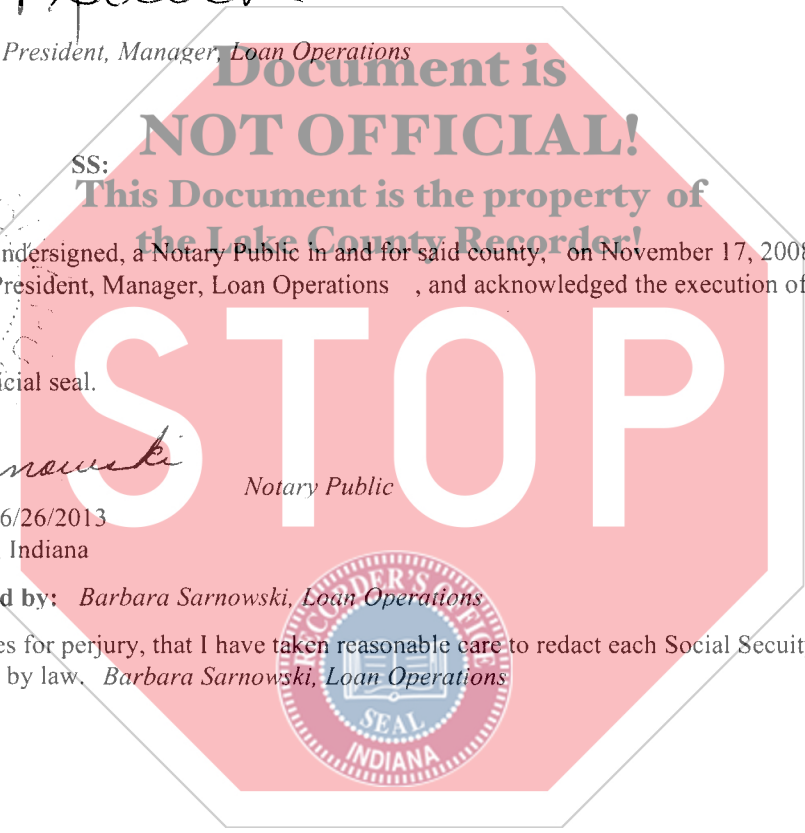 President, Manager, Loan Operations
Document is
NOT OFFICIAL!
SS:
This Document is the property of
the Lake County Recorder!
ndersigned, a Notary Public in and for said county, on November 17, 2008
President, Manager, Loan Operations , and acknowledged the execution of
STOP
icial seal.
nowski
Notary Public
6/26/2013
Indiana
d by: Barbara Sarnowski, Loan Operations
es for perjury, that I have taken reasonable care to redact each Social Secuit
by law. Barbara Sarnowski, Loan Operations
RECORDER'S OFFICE
SEAL
INDIANA